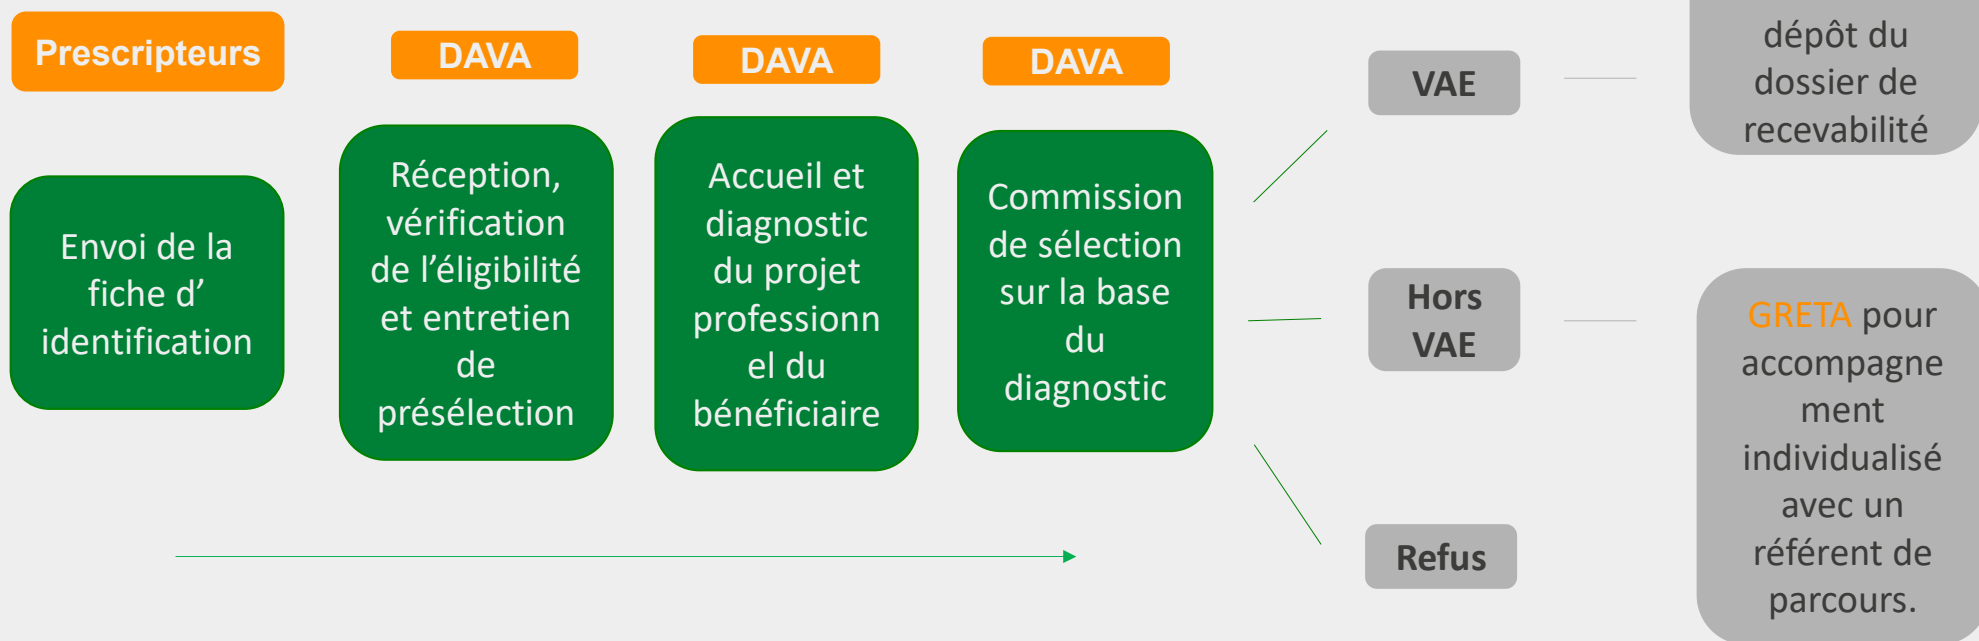 Prescripteurs
Envoi de la
fiche d’
identification
DAVA
Réception,
vérification
de l’éligibilité
et entretien
de
présélection
DAVA
Accueil et
diagnostic
du projet
professionn
el du
bénéficiaire
DAVA
Commission
de sélection
sur la base
du
diagnostic
VAE
dépôt du
dossier de
recevabilité
Hors
VAE
GRETA pour
accompagne
ment
individualisé
avec un
référent de
parcours.
Refus